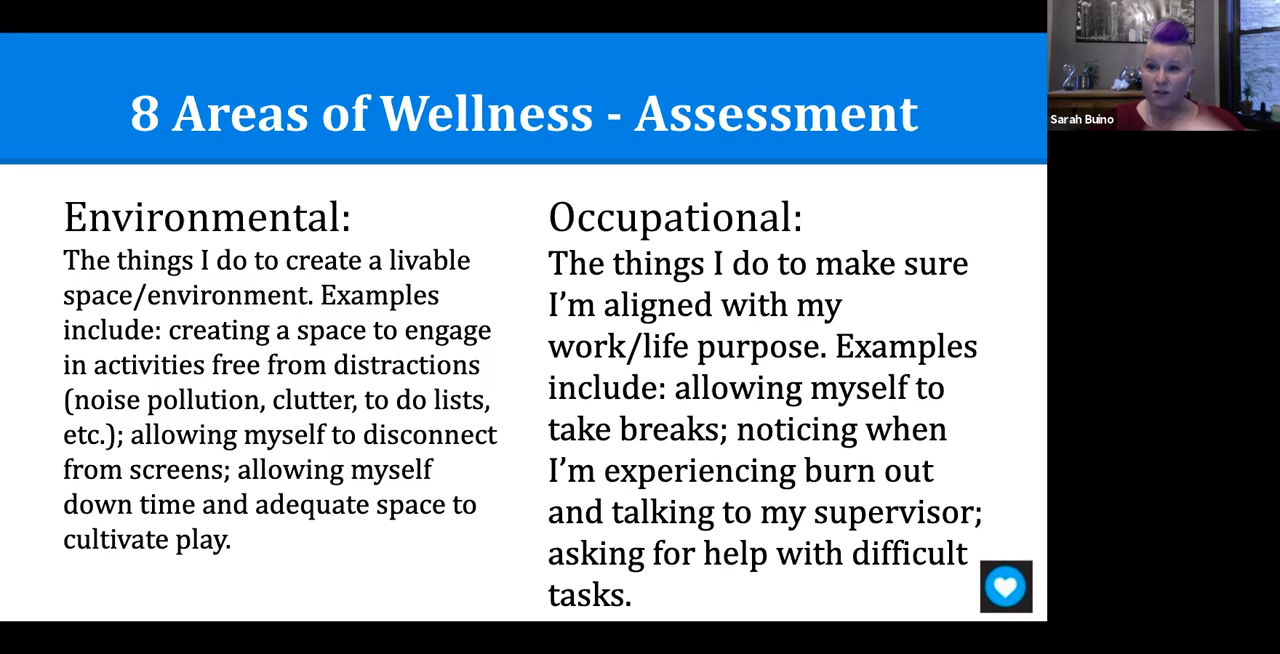 8 Areas of Wellness - Assessment
Sarah Buino
Environmental:
The things I do to create a livable
space/environment. Examples
include: creating a space to engage
in activities free from distractions
(noise pollution, clutter, to do lists,
etc.); allowing myself to disconnect
from screens; allowing myself
down time and adequate space to
cultivate play.
Occupational:
The things I do to make sure
I’m aligned with my
work/life purpose. Examples
include: allowing myself to
take breaks; noticing when
I’m experiencing burn out
and talking to my supervisor;
asking for help with difficult
tasks.